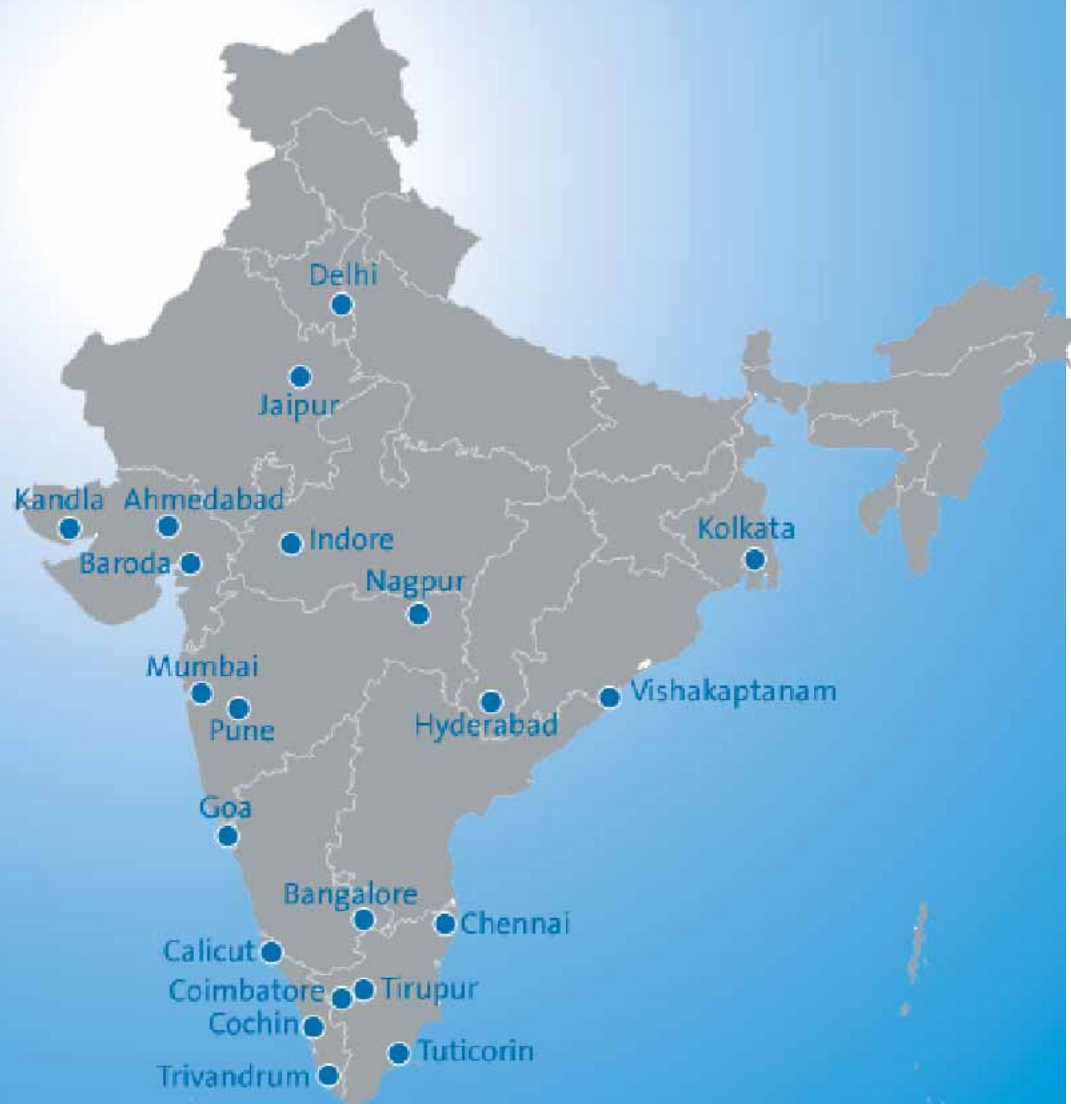 Delhi
Jaipur
Kandla
Ahmedabad
Baroda
Indore
Kolkata
Nagpur
Mumbai
Pune
Hyderabad
Vishakaptanam
Goa
Bangalore
Chennai
Calicut
Coimbatore
Tirupur
Cochin
Tuticorin
Trivandrum